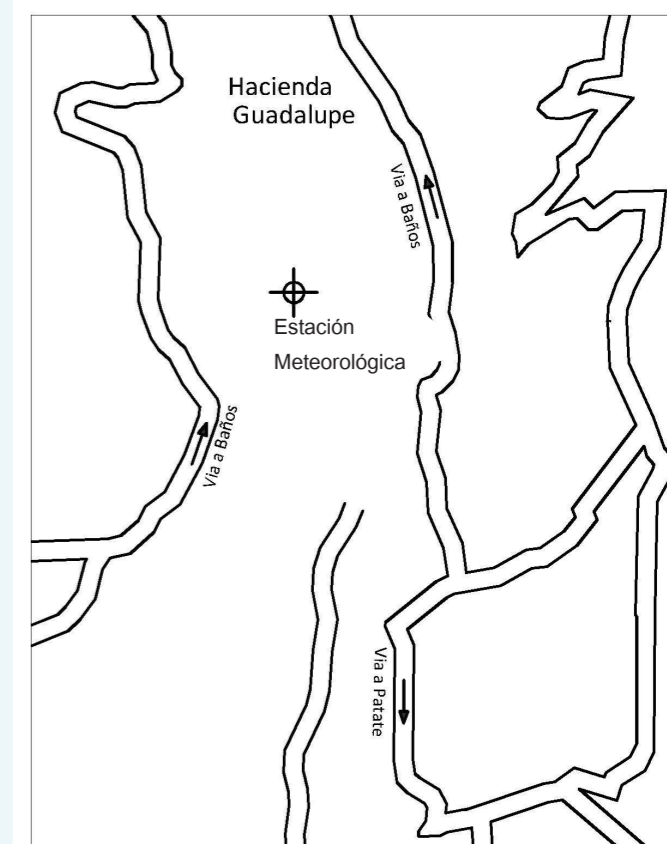 Hacienda
Guadalupe
Via a Baños
Estación
Meteorológica
Via a Baños
Via a Patate